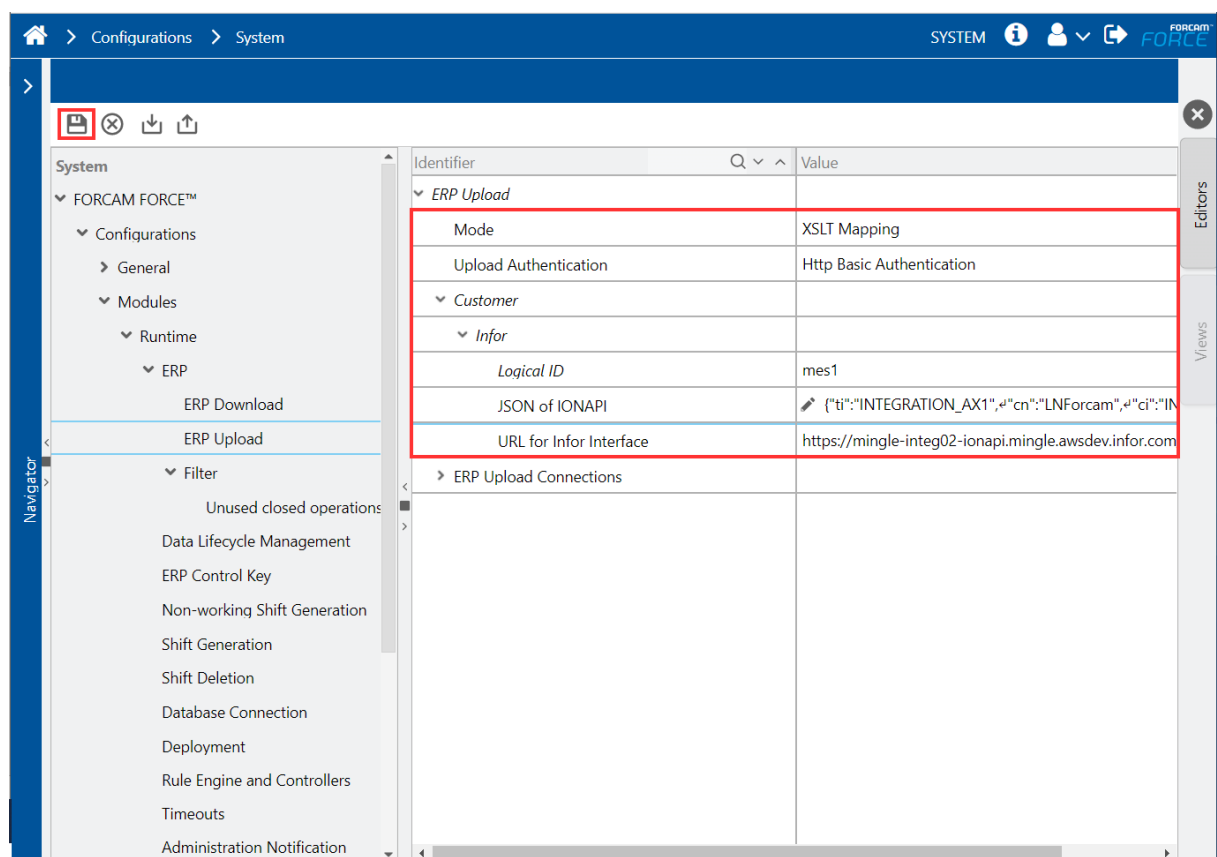 Configurations System SYSTEM FORCAM FORCE
System
FORCAM FORCE™
Configurations
General
Modules
Runtime
ERP
ERP Download
ERP Upload
Filter
Unused closed operations
Data Lifecycle Management
ERP Control Key
Non-working Shift Generation
Shift Generation
Shift Deletion
Database Connection
Deployment
Rule Engine and Controllers
Timeouts
Administration Notification
Identifier Value
ERP Upload
Mode XSLT Mapping
Upload Authentication Http Basic Authentication
Customer
Infor
Logical ID mes1
JSON of IONAPI {"ti":"INTEGRATION_AX1",↵"cn":"LNForcam",↵"ci":"IN
URL for Infor Interface https://mingle-integ02-ionapi.mingle.awsdev.infor.com
ERP Upload Connections
Navigator
Editors
Views